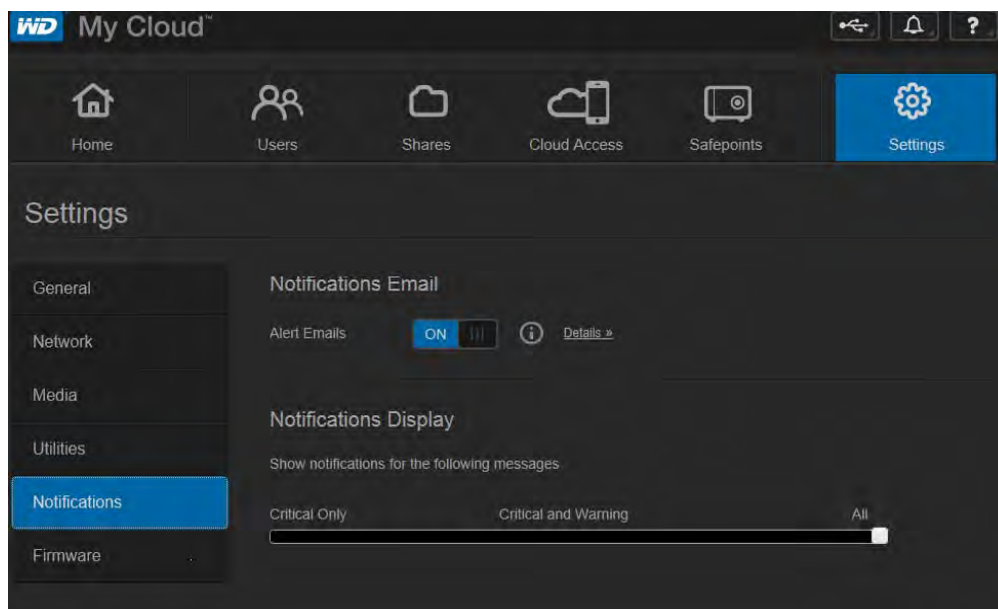 WD My Cloud™
?
Home Users Shares Cloud Access Safepoints Settings
Settings
General
Network
Media
Utilities
Notifications
Firmware
Notifications Email
Alert Emails ON Details »
Notifications Display
Show notifications for the following messages
Critical Only Critical and Warning All